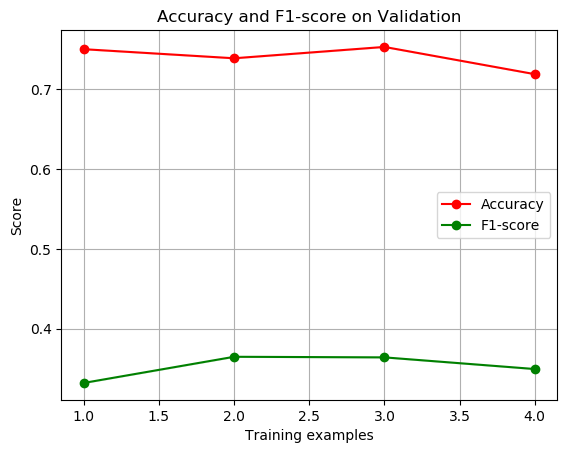 Accuracy and F1-score on Validation
0.7
0.6
0.5
0.4
Score
Accuracy
F1-score
1.0 1.5 2.0 2.5 3.0 3.5 4.0
Training examples